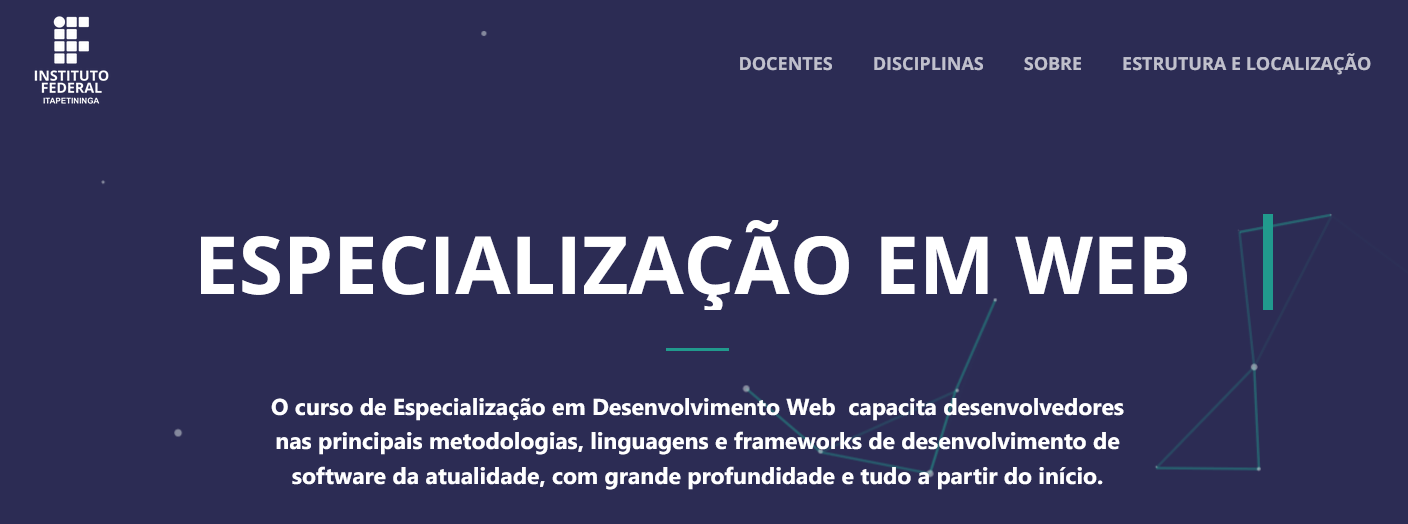 INSTITUTO
FEDERAL
ITAPETININGA
DOCENTES DISCIPLINAS SOBRE ESTRUTURA E LOCALIZAÇÃO
ESPECIALIZAÇÃO EM WEB
O curso de Especialização em Desenvolvimento Web capacita desenvolvedores
nas principais metodologias, linguagens e frameworks de desenvolvimento de
software da atualidade, com grande profundidade e tudo a partir do início.